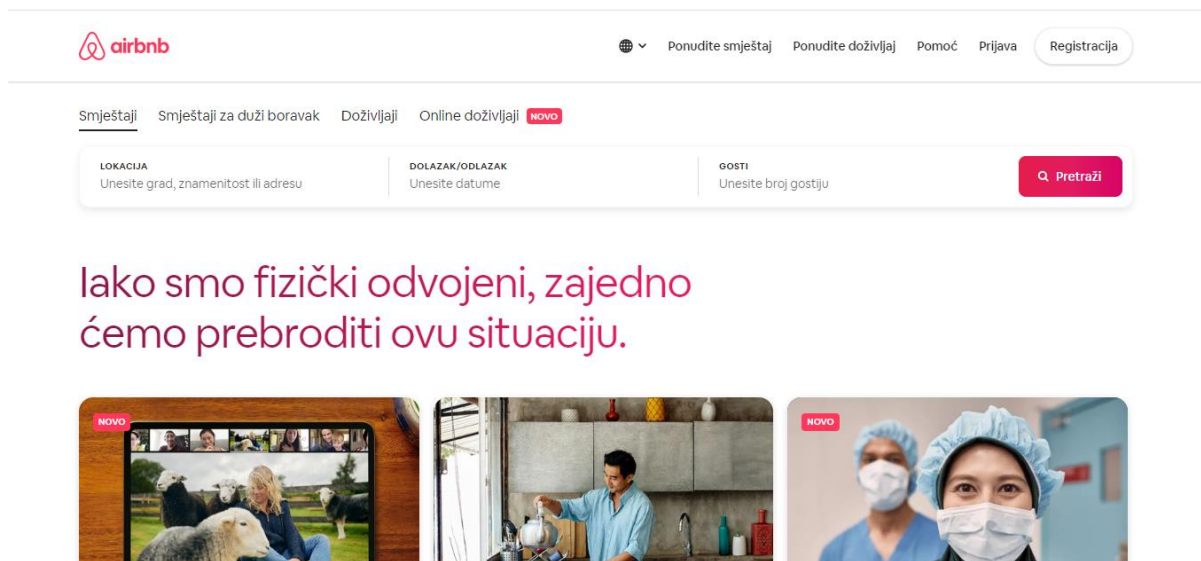 airbnb
Ponudite smještaj Ponudite doživljaj Pomoć Prijava Registracija
Smještaji Smještaji za duži boravak Doživljaji Online doživljaji NOVO
LOKACIJA DOLAZAK/ODLAZAK GOSTI
Unesite grad, znamenitost ili adresu Unesite datume Unesite broj gostiju Pretraži
Iako smo fizički odvojeni, zajedno
ćemo prebroditi ovu situaciju.
NOVO NOVO